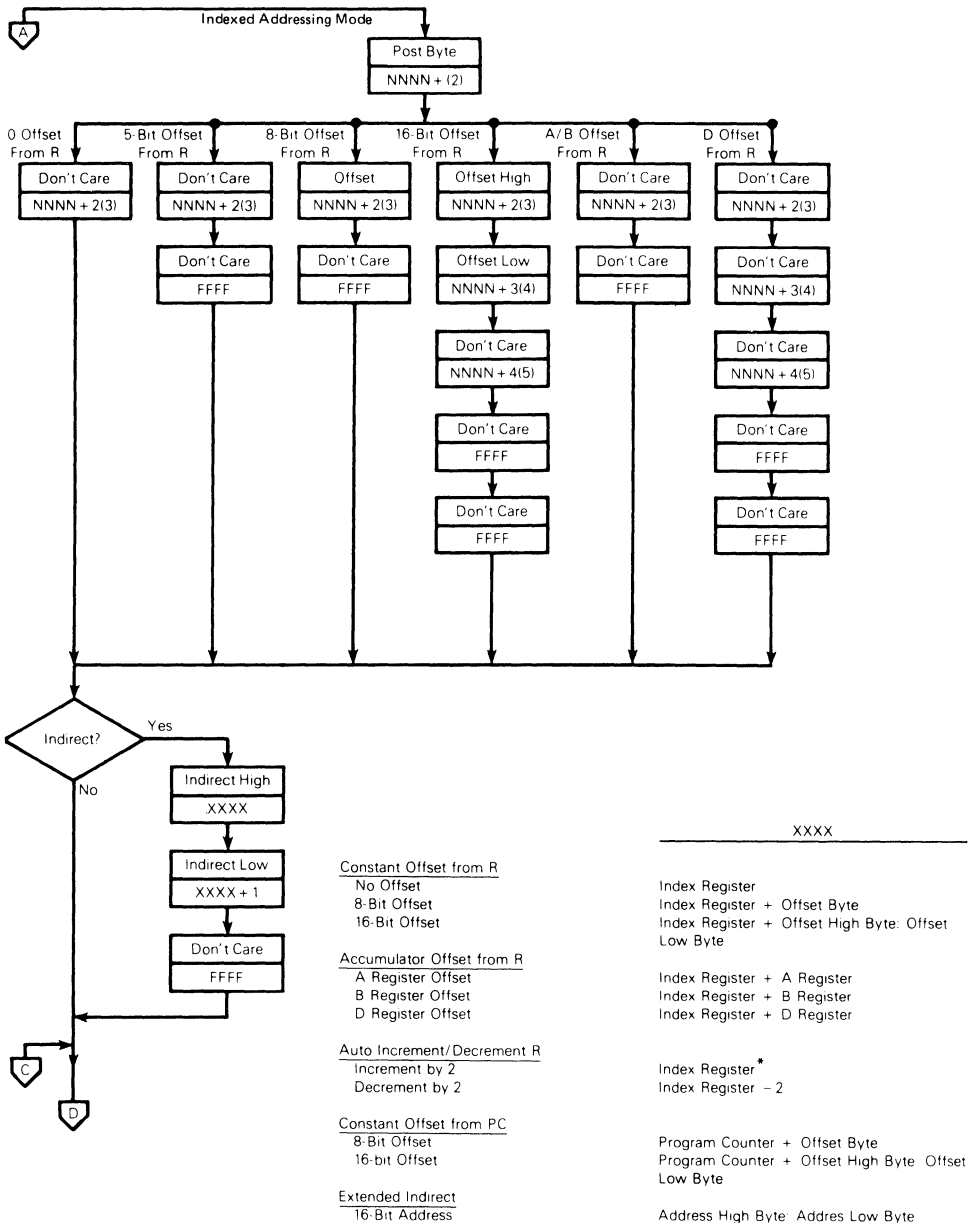 Indexed Addressing Mode
A
Post Byte
NNNN + (2)
0 Offset From R
5-Bit Offset From R
8-Bit Offset From R
16-Bit Offset From R
A/B Offset From R
D Offset From R
Don't Care
NNNN + 2(3)
Don't Care
NNNN + 2(3)
Offset
NNNN + 2(3)
Offset High
NNNN + 2(3)
Don't Care
NNNN + 2(3)
Don't Care
NNNN + 2(3)
Don't Care
FFFF
Don't Care
FFFF
Offset Low
NNNN + 3(4)
Don't Care
FFFF
Don't Care
NNNN + 3(4)
Don't Care
NNNN + 4(5)
Don't Care
NNNN + 4(5)
Don't Care
FFFF
Don't Care
FFFF
Don't Care
FFFF
Don't Care
FFFF
Indirect?
Yes
No
Indirect High
XXXX
Indirect Low
XXXX + 1
Don't Care
FFFF
C
D
XXXX
Constant Offset from R
No Offset Index Register
8-Bit Offset Index Register + Offset Byte
16-Bit Offset Index Register + Offset High Byte: Offset
Low Byte
Accumulator Offset from R
A Register Offset Index Register + A Register
B Register Offset Index Register + B Register
D Register Offset Index Register + D Register
Auto Increment/Decrement R
Increment by 2 Index Register*
Decrement by 2 Index Register - 2
Constant Offset from PC
8-Bit Offset Program Counter + Offset Byte
16-bit Offset Program Counter + Offset High Byte Offset
Low Byte
Extended Indirect
16-Bit Address Address High Byte: Addres Low Byte